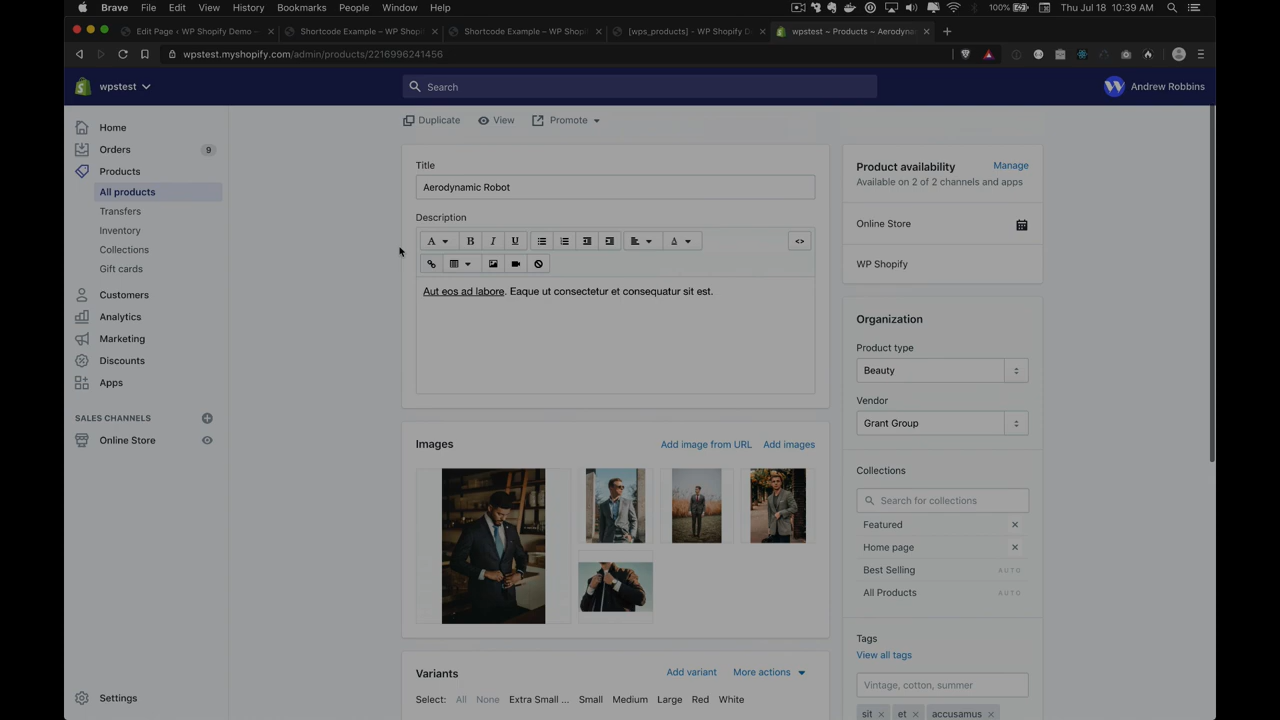 Brave File Edit View History Bookmarks People Window Help 100% Thu Jul 18 10:39 AM
Edit Page ‹ WP Shopify Demo — Shortcode Example – WP Shopi Shortcode Example – WP Shop [wps_products] - WP Shopify D wpstest ~ Products ~ Aerodynam
wpstest.myshopify.com/admin/products/2216996241456
wpstest
Search
Andrew Robbins
Home
Orders 9
Products
All products
Transfers
Inventory
Collections
Gift cards
Customers
Analytics
Marketing
Discounts
Apps
SALES CHANNELS
Online Store
Settings
Duplicate View Promote
Title
Aerodynamic Robot
Description
A B I U A <>
Aut eos ad labore. Eaque ut consectetur et consequatur sit est.
Images Add image from URL Add images
Variants Add variant More actions
Select: All None Extra Small ... Small Medium Large Red White
Product availability Manage
Available on 2 of 2 channels and apps
Online Store
WP Shopify
Organization
Product type
Beauty
Vendor
Grant Group
Collections
Search for collections
Featured
Home page
Best Selling AUTO
All Products AUTO
Tags
View all tags
Vintage, cotton, summer
sit et accusamus